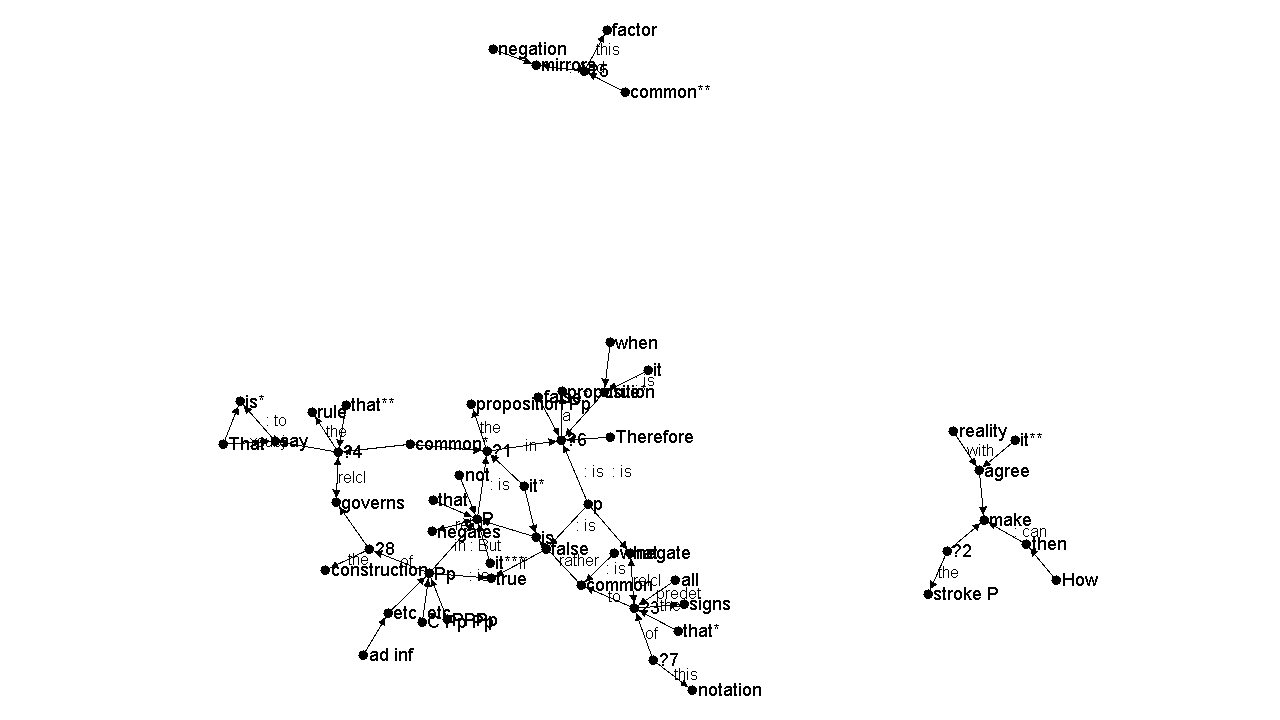 factor
negation
this
mirrors
?5
common**
when
it
is
is*
rule
that**
proposition Pp
the
proposition
a
: to
the
That
say
?4
common*
?1
in
?6
Therefore
reality
it**
with
agree
relcl
not
: is
it*
: is : is
governs
that
P
negates
p
: is
in : But
is
make
can
?8
false
rather
negate
?2
then
the
of
construction
Pp
it***
true
: is
common
relcl
all
predet
the
How
stroke P
to
?3
the
signs
etc
etc
C Pp Pp
that*
of
ad inf
?7
this
notation